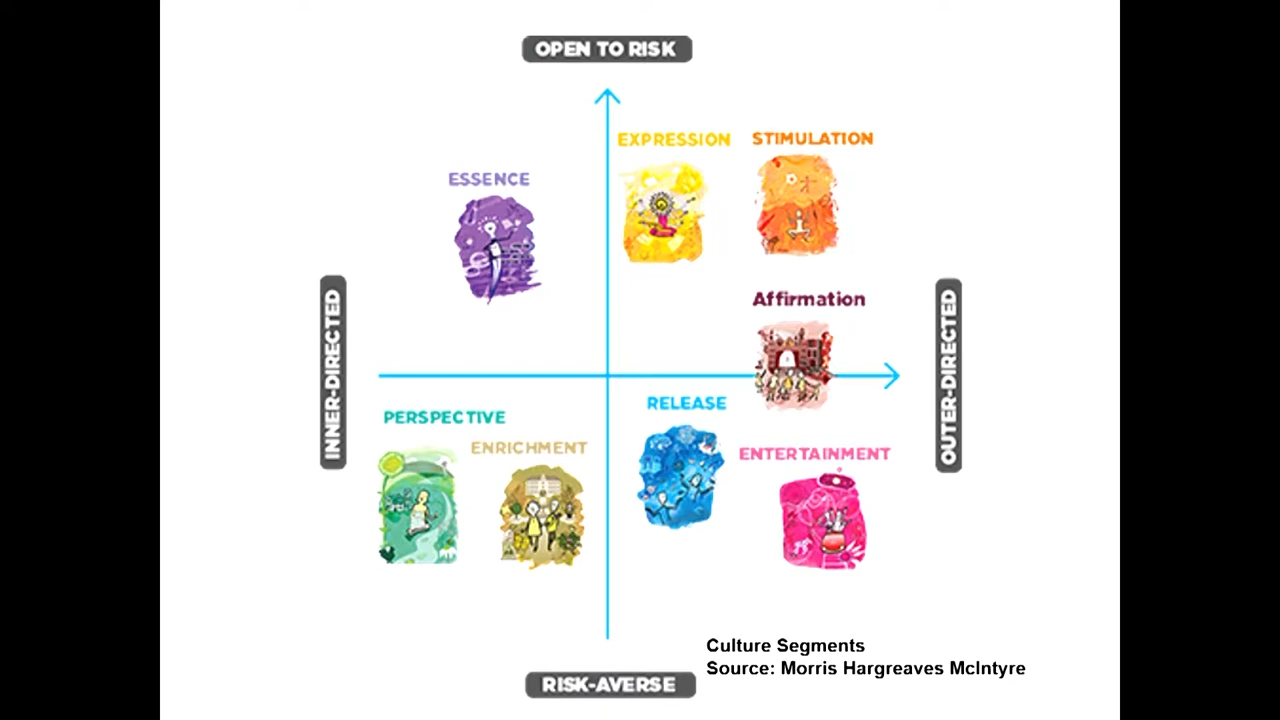 OPEN TO RISK
EXPRESSION
STIMULATION
ESSENCE
Affirmation
INNER-DIRECTED
OUTER-DIRECTED
RELEASE
PERSPECTIVE
ENRICHMENT
ENTERTAINMENT
Culture Segments
Source: Morris Hargreaves McIntyre
RISK-AVERSE